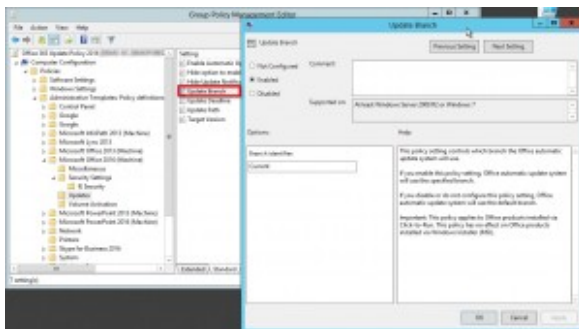 Group Policy Management Editor
File Action View Help
Office 365 Update Policy
Computer Configuration
Policies
Software Settings
Windows Settings
Administrative Templates: Policy definitions
Control Panel
Google
Google
Microsoft InfoPath 2013 (Machine)
Microsoft Lync 2013
Microsoft Office 2013 (Machine)
Microsoft Office 2016 (Machine)
Miscellaneous
Security Settings
IE Security
Updates
Volume Activation
Microsoft PowerPoint 2013 (Machine)
Network
Printers
Skype for Business 2016
System
1 setting(s)
Setting
Enable Automatic
Hide option to enable
Hide Update Notific
Update Branch
Update Deadline
Update Path
Target Version
Extended Standard
Update Branch
Update Branch
Previous Setting Next Setting
Not Configured
Enabled
Disabled
Comment:
Supported on:
At least Windows Server 2008 R2 or Windows 7
Options:
Help:
Branch identifier:
Current
This policy setting controls which branch the Office automatic
update system will use.
If you enable this policy setting, Office automatic update system
will use the specified branch.
If you disable or do not configure this policy setting, Office
automatic update system will use the default branch.
Important: This policy applies to Office products installed via
Click-to-Run. This policy has no effect on Office products
installed via Windows Installer (MSI).
OK Cancel Apply